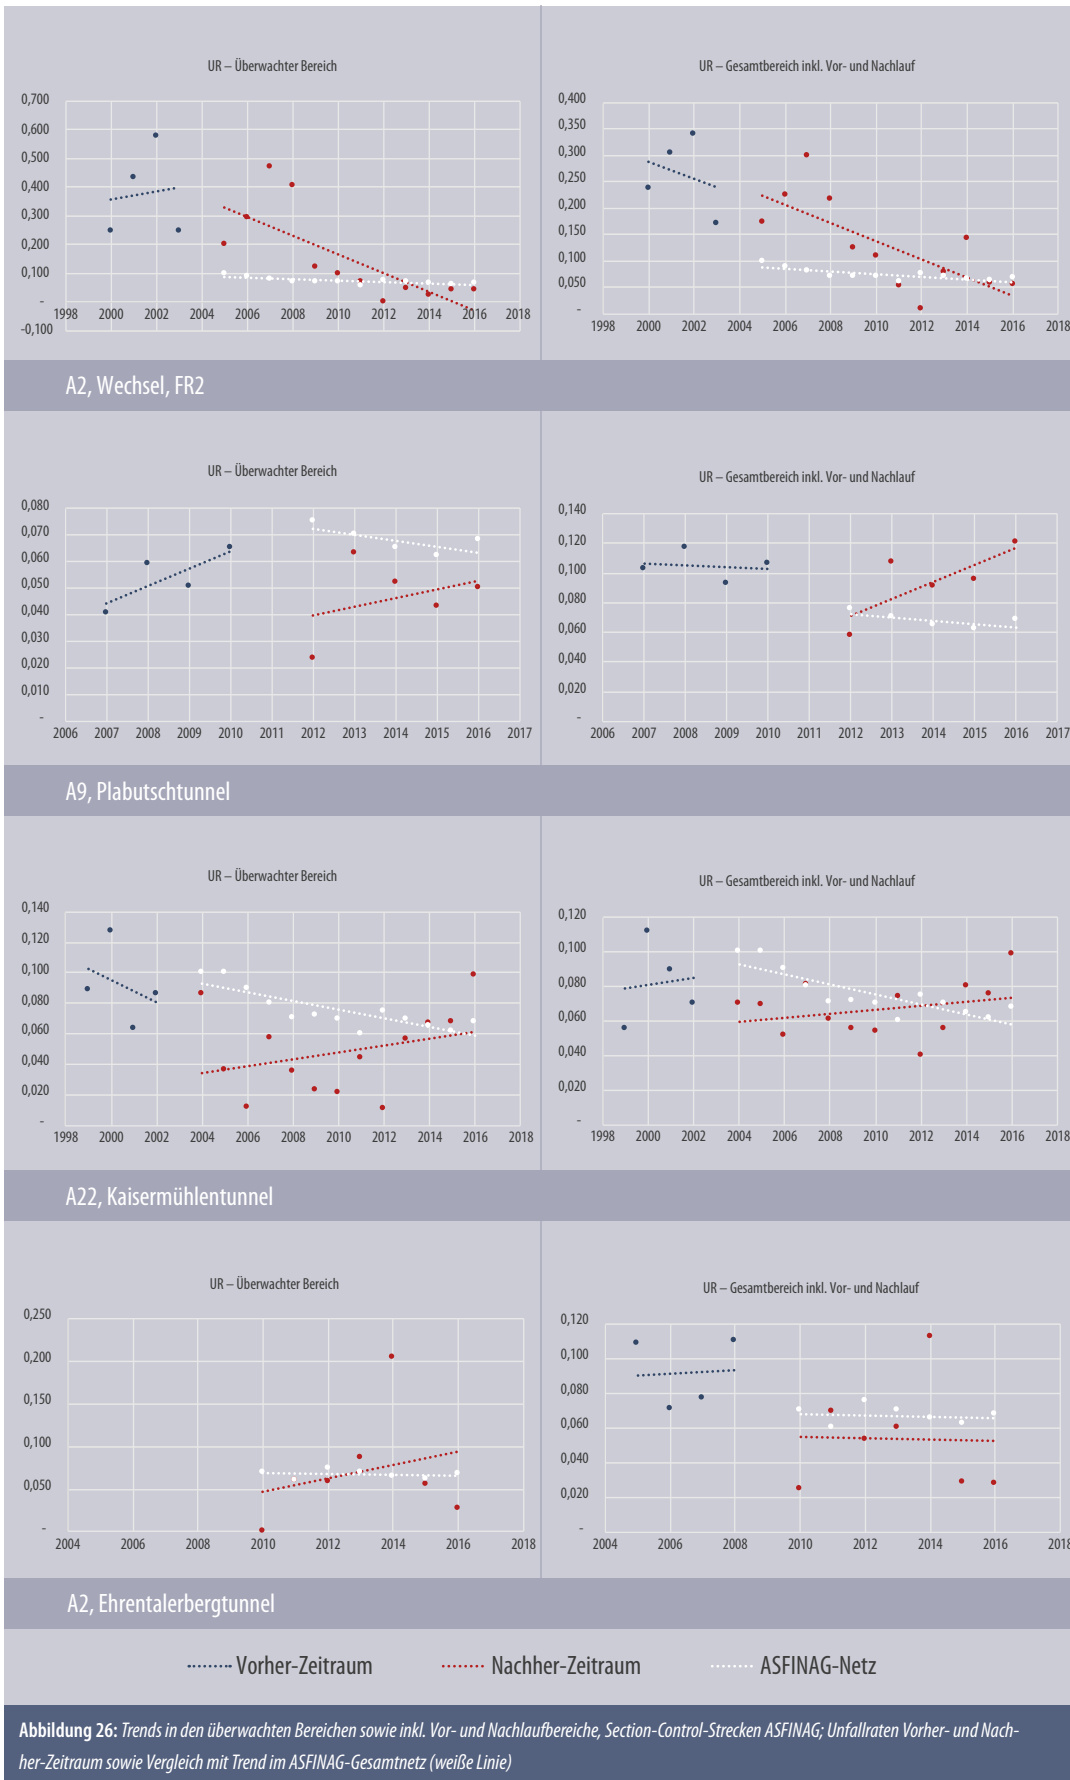 UR – Überwachter Bereich
0,700
0,600
0,500
0,400
0,300
0,200
0,100
-
-0,100
1998 2000 2002 2004 2006 2008 2010 2012 2014 2016 2018
UR – Gesamtbereich inkl. Vor- und Nachlauf
0,400
0,350
0,300
0,250
0,200
0,150
0,100
0,050
-
1998 2000 2002 2004 2006 2008 2010 2012 2014 2016 2018
A2, Wechsel, FR2
UR – Überwachter Bereich
0,080
0,070
0,060
0,050
0,040
0,030
0,020
0,010
-
2006 2007 2008 2009 2010 2011 2012 2013 2014 2015 2016 2017
UR – Gesamtbereich inkl. Vor- und Nachlauf
0,140
0,120
0,100
0,080
0,060
0,040
0,020
-
2006 2007 2008 2009 2010 2011 2012 2013 2014 2015 2016 2017
A9, Plabutschtunnel
UR – Überwachter Bereich
0,140
0,120
0,100
0,080
0,060
0,040
0,020
-
1998 2000 2002 2004 2006 2008 2010 2012 2014 2016 2018
UR – Gesamtbereich inkl. Vor- und Nachlauf
0,120
0,100
0,080
0,060
0,040
0,020
-
1998 2000 2002 2004 2006 2008 2010 2012 2014 2016 2018
A22, Kaisermühlentunnel
UR – Überwachter Bereich
0,250
0,200
0,150
0,100
0,050
-
2004 2006 2008 2010 2012 2014 2016 2018
UR – Gesamtbereich inkl. Vor- und Nachlauf
0,120
0,100
0,080
0,060
0,040
0,020
-
2004 2006 2008 2010 2012 2014 2016 2018
A2, Ehrentalerbergtunnel
Vorher-Zeitraum Nachher-Zeitraum ASFINAG-Netz
Abbildung 26: Trends in den überwachten Bereichen sowie inkl. Vor- und Nachlaufbereiche, Section-Control-Strecken ASFINAG; Unfallraten Vorher- und Nach-
her-Zeitraum sowie Vergleich mit Trend im ASFINAG-Gesamtnetz (weiße Linie)